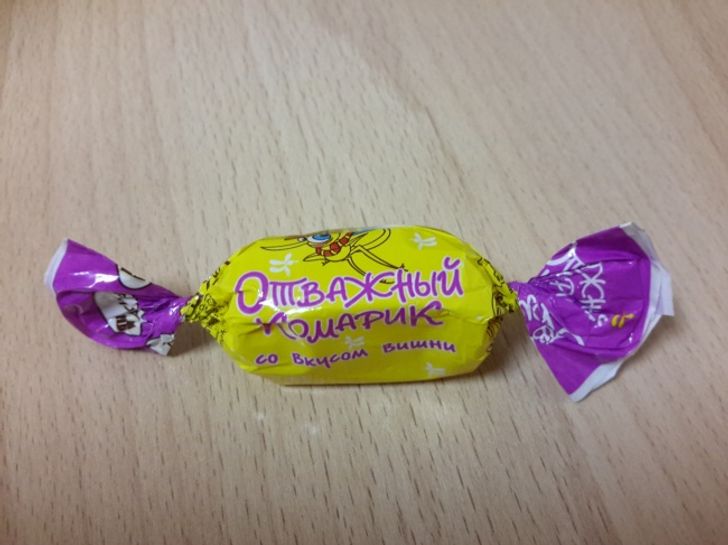 Отважный
Комарик
со вкусом вишни